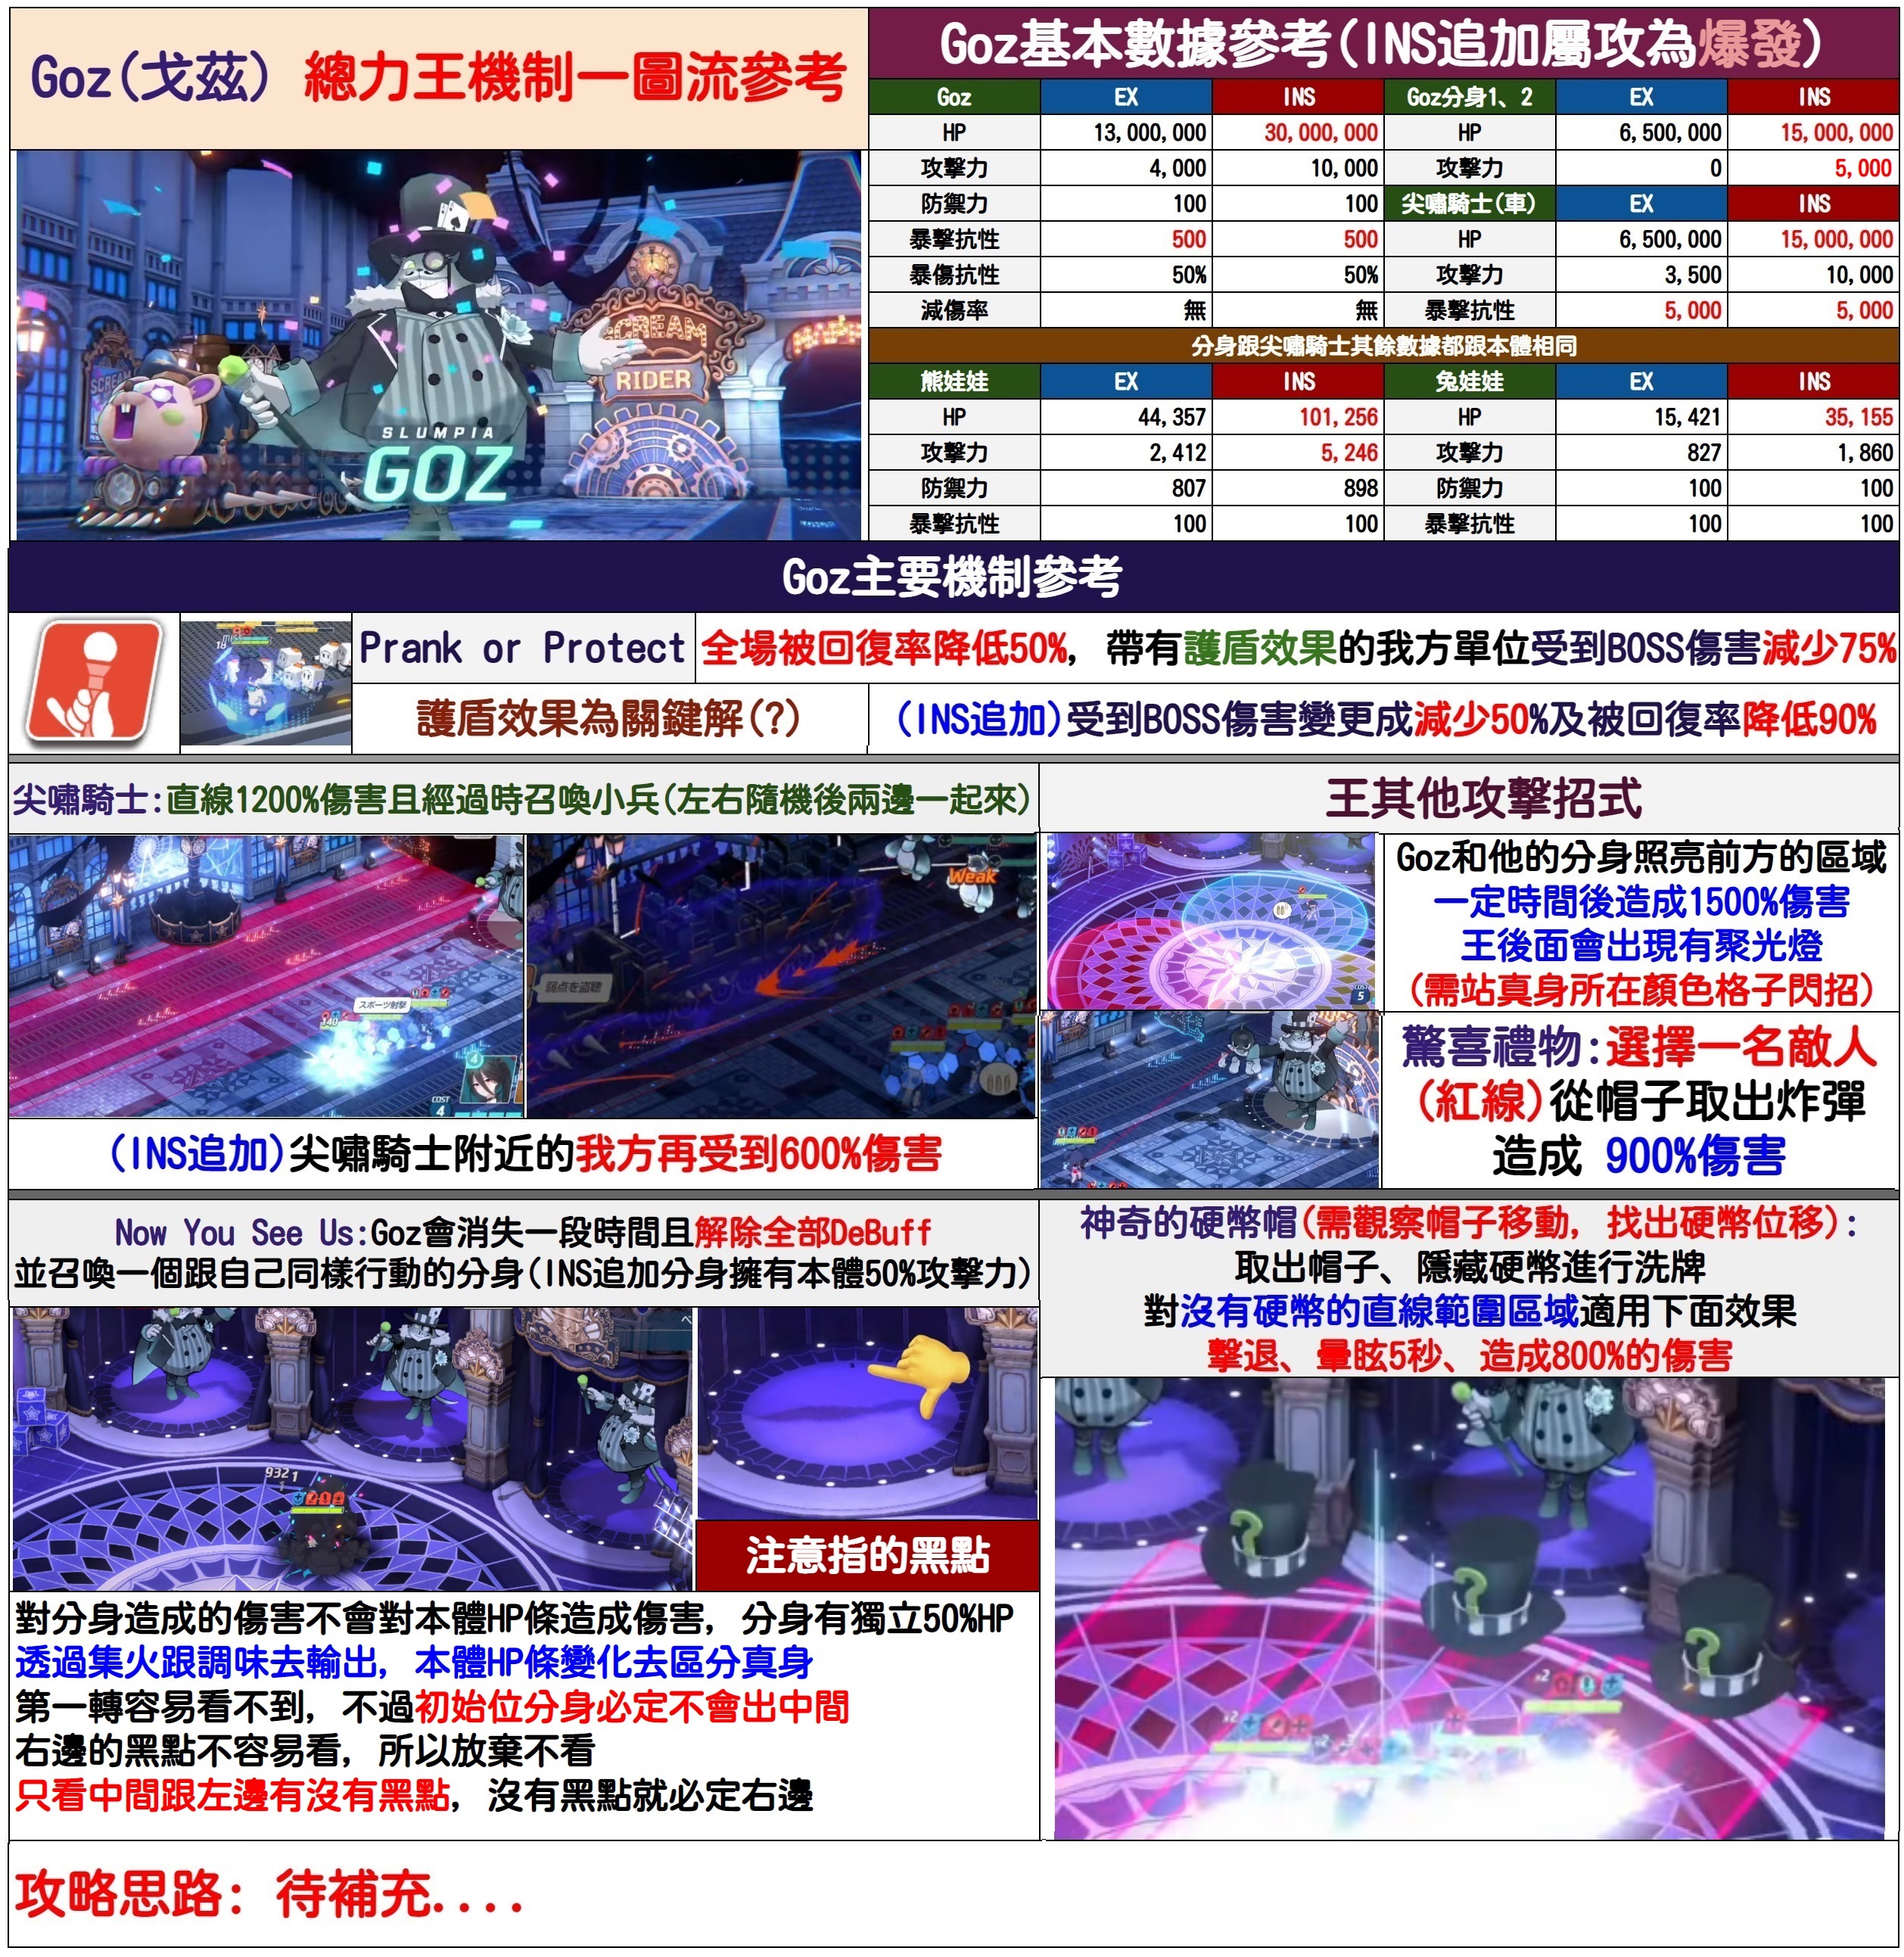 Goz(戈茲) 總力王機制一圖流參考
Goz基本數據參考(INS追加屬攻為爆發)
Goz EX INS Goz分身1、2 EX INS
HP 13,000,000 30,000,000 HP 6,500,000 15,000,000
攻擊力 4,000 10,000 攻擊力 0 5,000
防禦力 100 100 尖嘯騎士(車) EX INS
暴擊抗性 500 500 HP 6,500,000 15,000,000
暴傷抗性 50% 50% 攻擊力 3,500 10,000
減傷率 無 無 暴擊抗性 5,000 5,000
分身跟尖嘯騎士其餘數據都跟本體相同
熊娃娃 EX INS 兔娃娃 EX INS
HP 44,357 101,256 HP 15,421 35,155
攻擊力 2,412 5,246 攻擊力 827 1,860
防禦力 807 898 防禦力 100 100
暴擊抗性 100 100 暴擊抗性 100 100
SCREAM
RIDER
SLUMPIA
GOZ
Goz主要機制參考
Prank or Protect 全場被回復率降低50%, 帶有護盾效果的我方單位受到BOSS傷害減少75%
護盾效果為關鍵解(?) (INS追加)受到BOSS傷害變更成減少50%及被回復率降低90%
尖嘯騎士:直線1200%傷害且經過時召喚小兵(左右隨機後兩邊一起來)
スポーツ射撃
140
COST
4
Weak
弱点を盗聴
(INS追加)尖嘯騎士附近的我方再受到600%傷害
王其他攻擊招式
COST
5
Goz和他的分身照亮前方的區域
一定時間後造成1500%傷害
王後面會出現有聚光燈
(需站真身所在顏色格子閃招)
驚喜禮物:選擇一名敵人
(紅線)從帽子取出炸彈
造成 900%傷害
Now You See Us:Goz會消失一段時間且解除全部DeBuff
並召喚一個跟自己同樣行動的分身(INS追加分身擁有本體50%攻擊力)
9321
注意指的黑點
對分身造成的傷害不會對本體HP條造成傷害, 分身有獨立50%HP
透過集火跟調味去輸出, 本體HP條變化去區分真身
第一轉容易看不到, 不過初始位分身必定不會出中間
右邊的黑點不容易看, 所以放棄不看
只看中間跟左邊有沒有黑點, 沒有黑點就必定右邊
神奇的硬幣帽(需觀察帽子移動, 找出硬幣位移):
取出帽子、隱藏硬幣進行洗牌
對沒有硬幣的直線範圍區域適用下面效果
擊退、暈眩5秒、造成800%的傷害
x2
x2
攻略思路: 待補充....